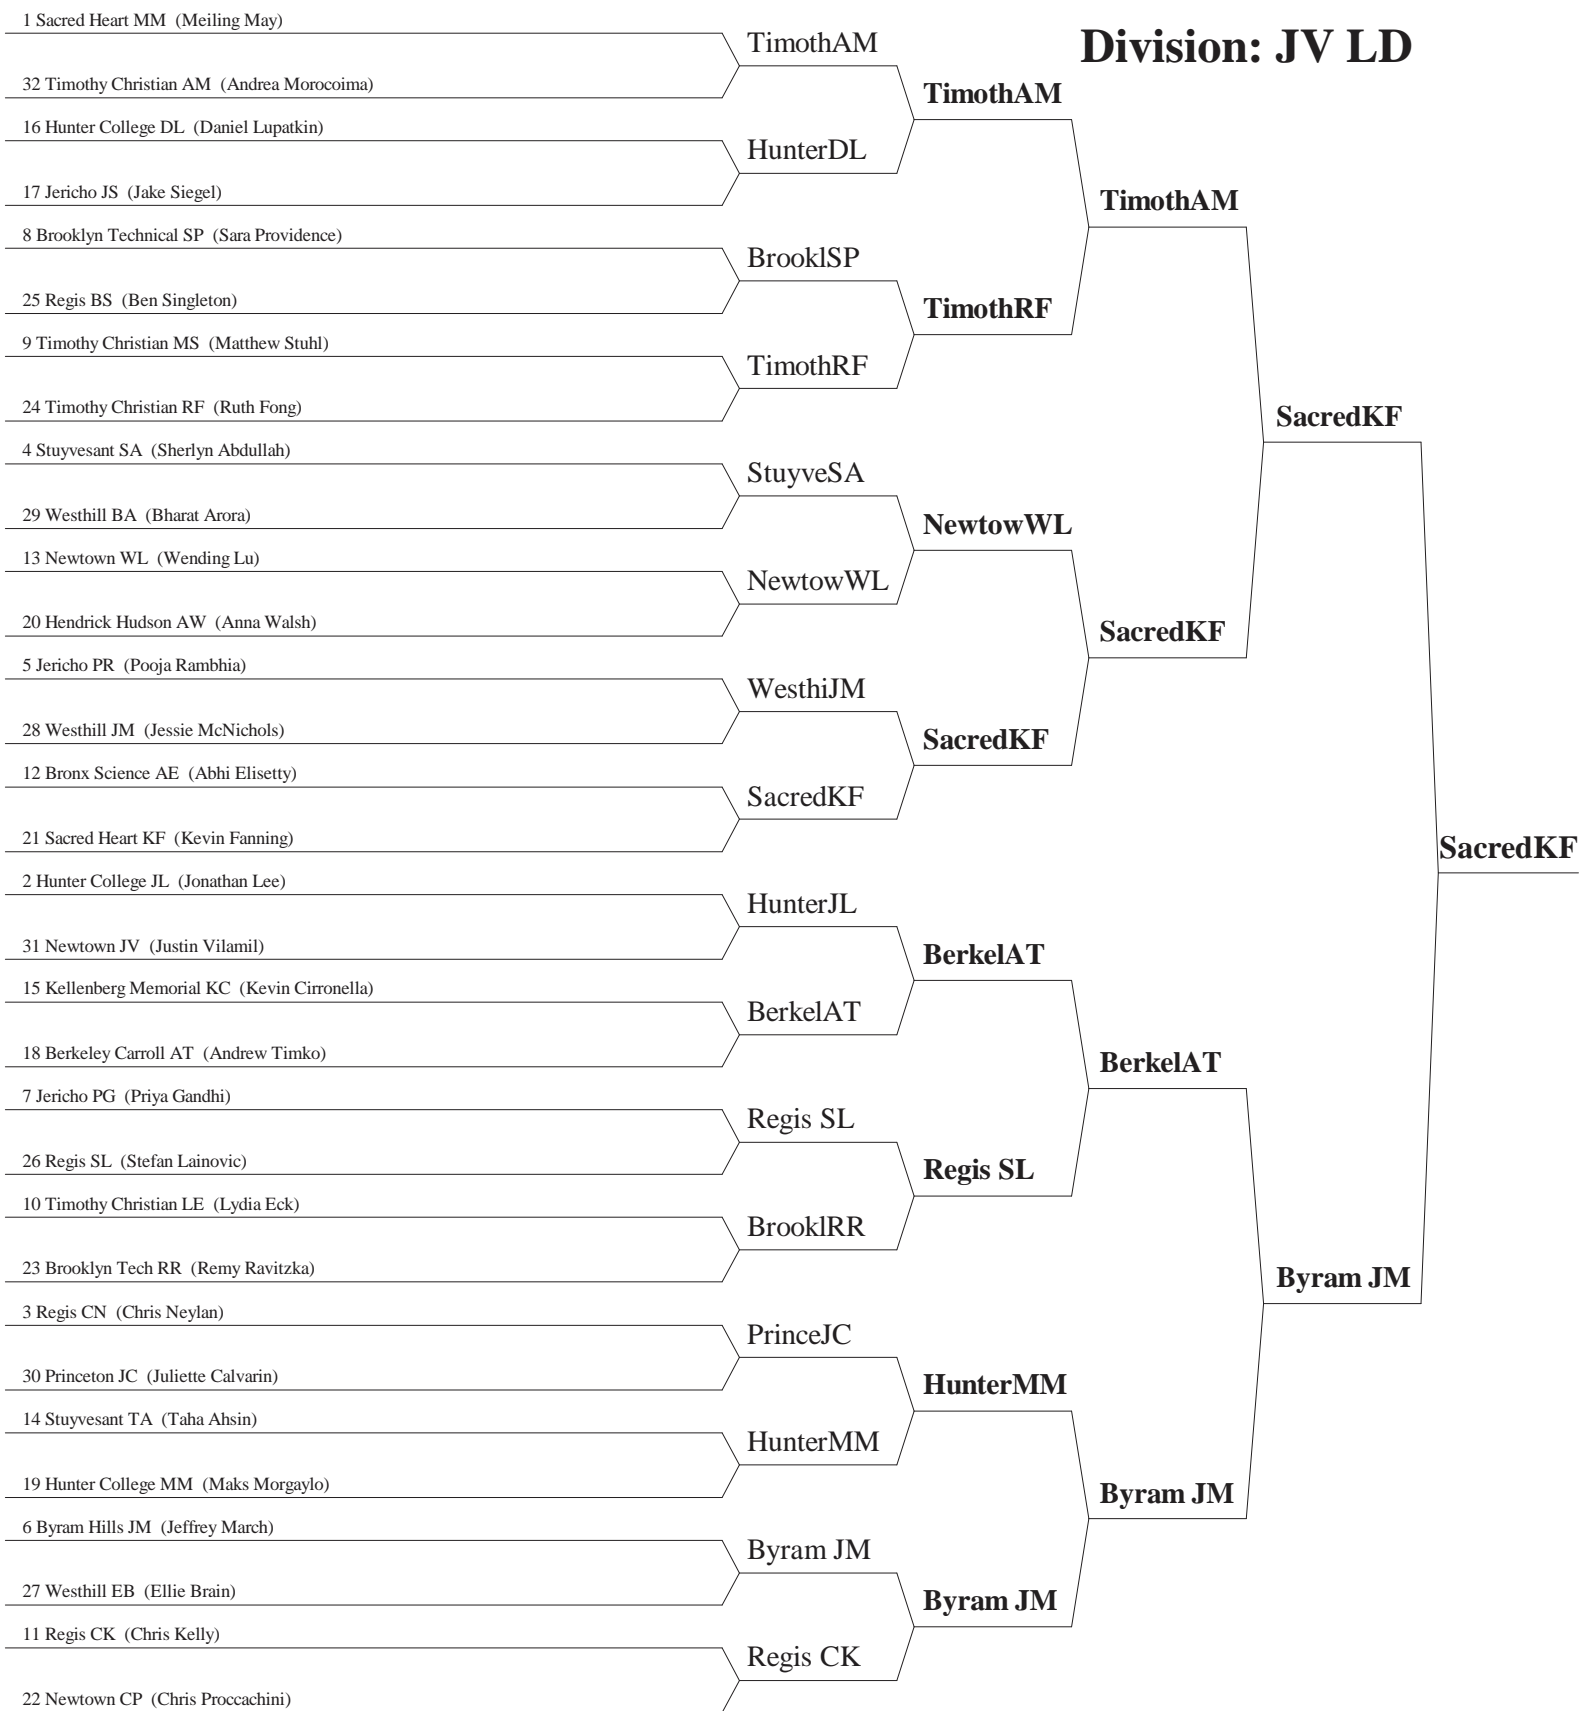 Division: JV LD
1 Sacred Heart MM (Meiling May)
32 Timothy Christian AM (Andrea Morocoima)
16 Hunter College DL (Daniel Lupatkin)
17 Jericho JS (Jake Siegel)
8 Brooklyn Technical SP (Sara Providence)
25 Regis BS (Ben Singleton)
9 Timothy Christian MS (Matthew Stuhl)
24 Timothy Christian RF (Ruth Fong)
4 Stuyvesant SA (Sherlyn Abdullah)
29 Westhill BA (Bharat Arora)
13 Newtown WL (Wending Lu)
20 Hendrick Hudson AW (Anna Walsh)
5 Jericho PR (Pooja Rambhia)
28 Westhill JM (Jessie McNichols)
12 Bronx Science AE (Abhi Elisetty)
21 Sacred Heart KF (Kevin Fanning)
2 Hunter College JL (Jonathan Lee)
31 Newtown JV (Justin Vilamil)
15 Kellenberg Memorial KC (Kevin Cirronella)
18 Berkeley Carroll AT (Andrew Timko)
7 Jericho PG (Priya Gandhi)
26 Regis SL (Stefan Lainovic)
10 Timothy Christian LE (Lydia Eck)
23 Brooklyn Tech RR (Remy Ravitzka)
3 Regis CN (Chris Neylan)
30 Princeton JC (Juliette Calvarin)
14 Stuyvesant TA (Taha Ahsin)
19 Hunter College MM (Maks Morgaylo)
6 Byram Hills JM (Jeffrey March)
27 Westhill EB (Ellie Brain)
11 Regis CK (Chris Kelly)
22 Newtown CP (Chris Proccachini)
TimothAM
HunterDL
BrooklSP
TimothRF
StuyveSA
NewtowWL
WesthiJM
SacredKF
HunterJL
BerkelAT
Regis SL
BrooklRR
PrinceJC
HunterMM
Byram JM
Regis CK
TimothAM
TimothRF
NewtowWL
SacredKF
BerkelAT
Regis SL
HunterMM
Byram JM
TimothAM
SacredKF
BerkelAT
Byram JM
SacredKF
Byram JM
SacredKF